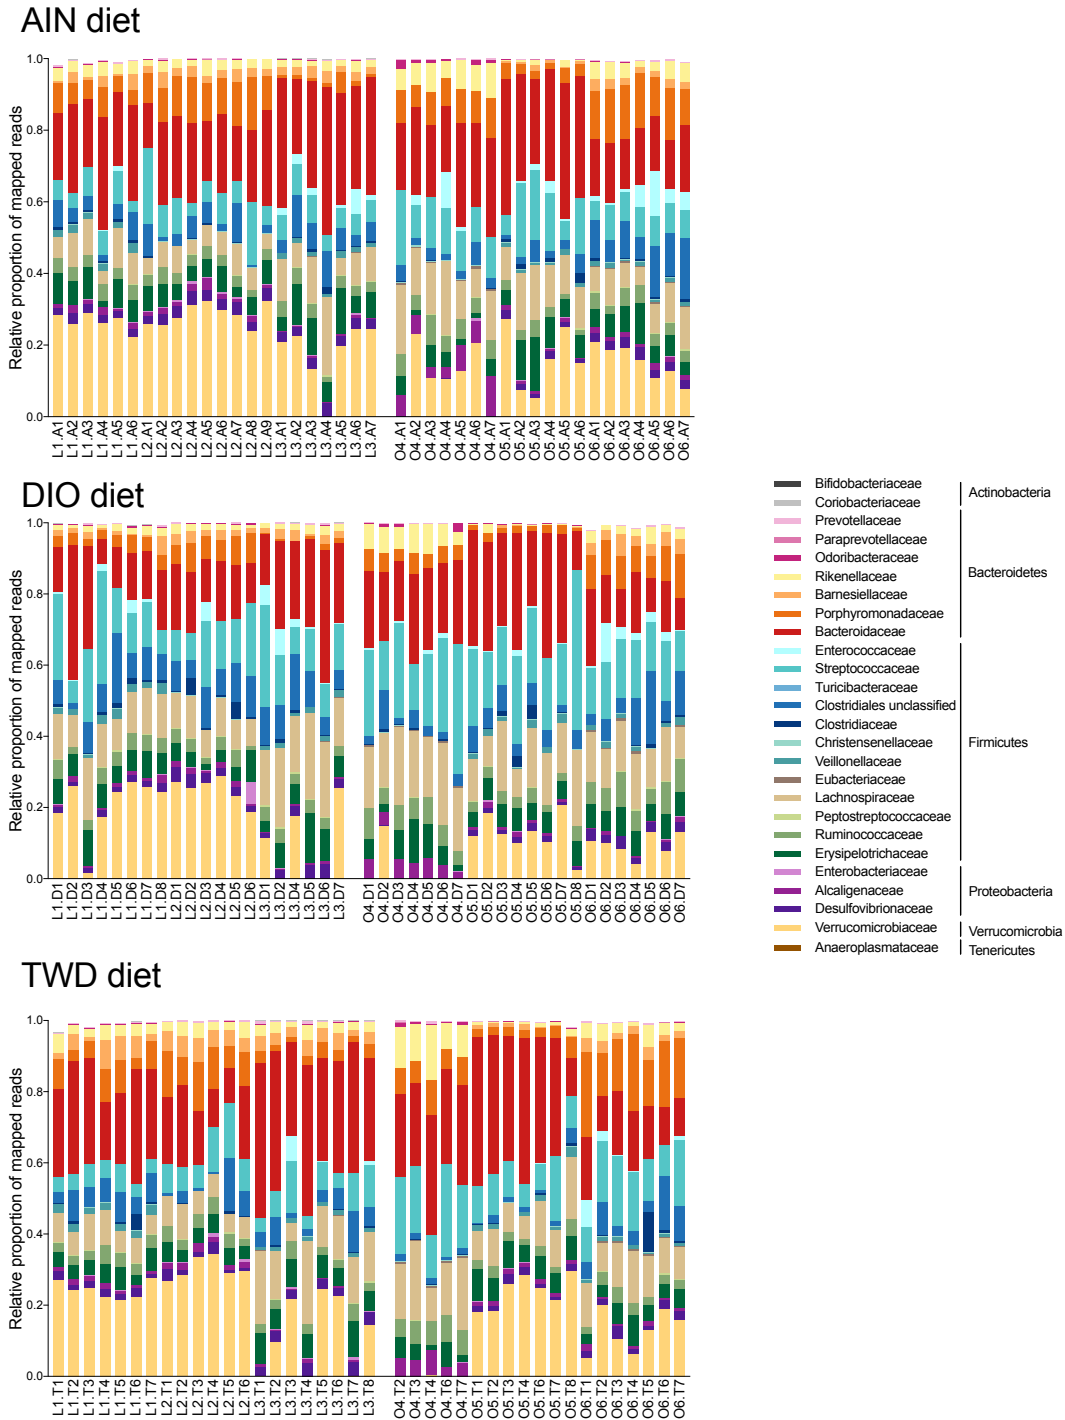 AIN diet
Relative proportion of mapped reads
1.0
0.8
0.6
0.4
0.2
0.0
L1.A1 L1.A2 L1.A3 L1.A4 L1.A5 L1.A6 L2.A1 L2.A2 L2.A3 L2.A4 L2.A5 L2.A6 L2.A7 L2.A8 L2.A9 L3.A1 L3.A2 L3.A3 L3.A4 L3.A5 L3.A6 L3.A7 O4.A1 O4.A2 O4.A3 O4.A4 O4.A5 O4.A6 O4.A7 O5.A1 O5.A2 O5.A3 O5.A4 O5.A5 O5.A6 O6.A1 O6.A2 O6.A3 O6.A4 O6.A5 O6.A6 O6.A7
DIO diet
Relative proportion of mapped reads
1.0
0.8
0.6
0.4
0.2
0.0
L1.D1 L1.D2 L1.D3 L1.D4 L1.D5 L1.D6 L1.D7 L1.D8 L2.D1 L2.D2 L2.D3 L2.D4 L2.D5 L2.D6 L3.D1 L3.D2 L3.D4 L3.D5 L3.D6 L3.D7 O4.D1 O4.D2 O4.D3 O4.D4 O4.D5 O4.D6 O4.D7 O5.D1 O5.D2 O5.D3 O5.D4 O5.D5 O5.D6 O5.D7 O5.D8 O6.D1 O6.D2 O6.D3 O6.D4 O6.D5 O6.D6 O6.D7
Bifidobacteriaceae
Coriobacteriaceae
Actinobacteria
Prevotellaceae
Paraprevotellaceae
Odoribacteraceae
Rikenellaceae
Barnesiellaceae
Porphyromonadaceae
Bacteroidaceae
Bacteroidetes
Enterococcaceae
Streptococcaceae
Turicibacteraceae
Clostridiales unclassified
Clostridiaceae
Christensenellaceae
Veillonellaceae
Eubacteriaceae
Lachnospiraceae
Peptostreptococcaceae
Ruminococcaceae
Erysipelotrichaceae
Firmicutes
Enterobacteriaceae
Alcaligenaceae
Desulfovibrionaceae
Proteobacteria
Verrucomicrobiaceae
Verrucomicrobia
Anaeroplasmataceae
Tenericutes
TWD diet
Relative proportion of mapped reads
1.0
0.8
0.6
0.4
0.2
0.0
L1.T1 L1.T2 L1.T3 L1.T4 L1.T5 L1.T6 L1.T7 L2.T1 L2.T2 L2.T3 L2.T4 L2.T5 L2.T6 L3.T1 L3.T2 L3.T3 L3.T4 L3.T5 L3.T6 L3.T7 L3.T8 O4.T2 O4.T3 O4.T4 O4.T6 O4.T7 O5.T1 O5.T2 O5.T3 O5.T4 O5.T6 O5.T7 O5.T8 O6.T1 O6.T2 O6.T3 O6.T4 O6.T5 O6.T6 O6.T7